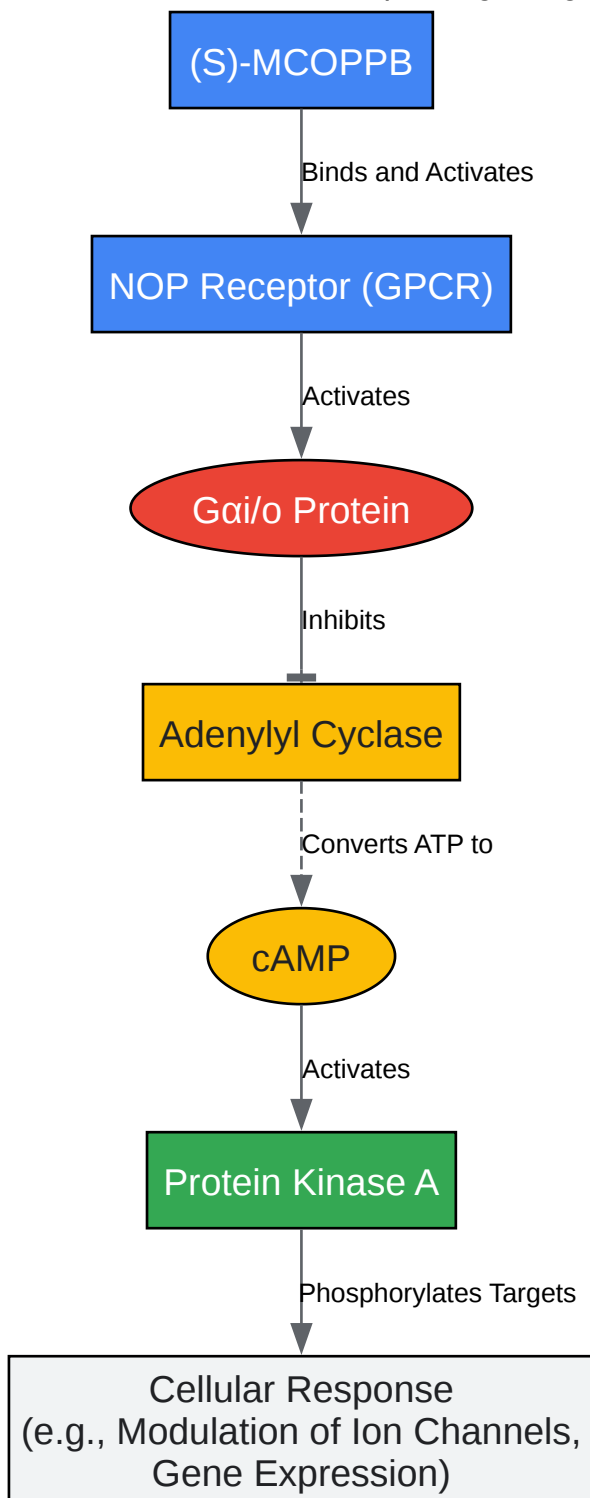 (S)-MCOPPB
Binds and Activates
NOP Receptor (GPCR)
Activates
Gαi/o Protein
Inhibits
Adenylyl Cyclase
Converts ATP to
cAMP
Activates
Protein Kinase A
Phosphorylates Targets
Cellular Response
(e.g., Modulation of Ion Channels,
Gene Expression)